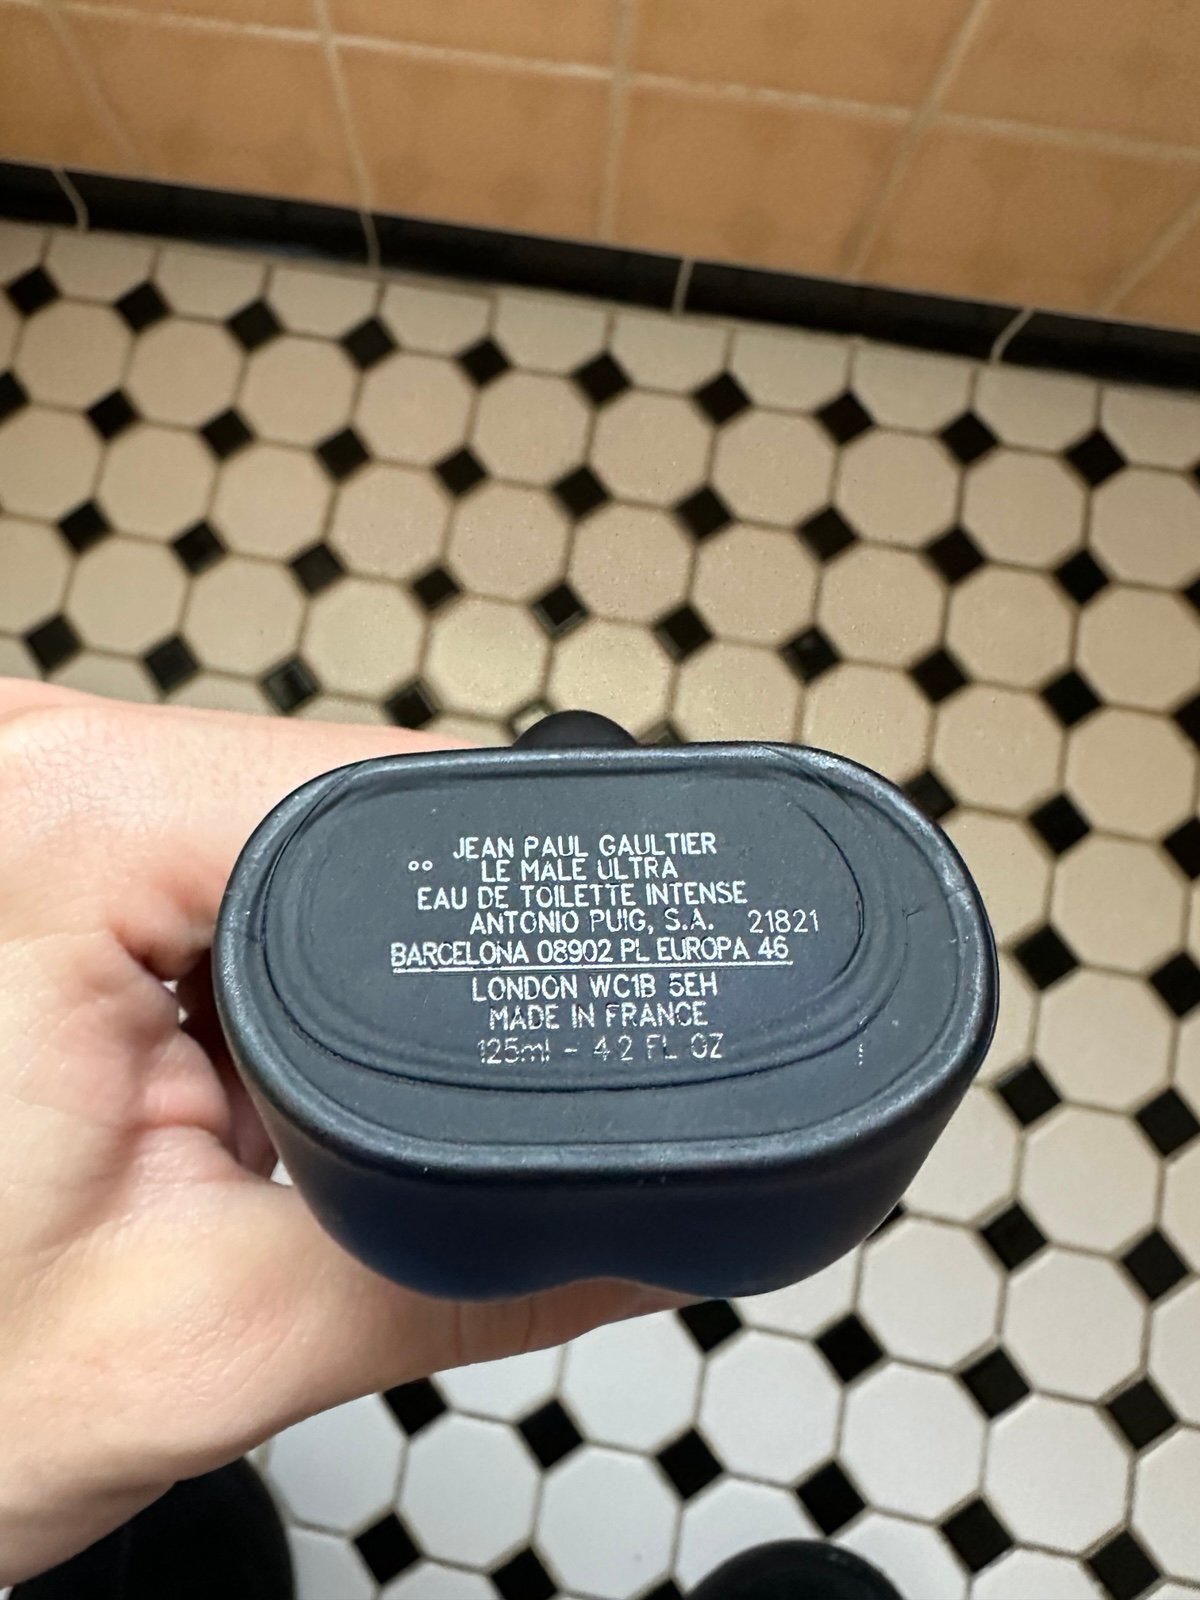 JEAN PAUL GAULTIER
°° LE MALE ULTRA
EAU DE TOILETTE INTENSE
ANTONIO PUIG, S.A. 21821
BARCELONA 08902 PL EUROPA 46
LONDON WC1B 5EH
MADE IN FRANCE
125ml - 4.2 FL OZ